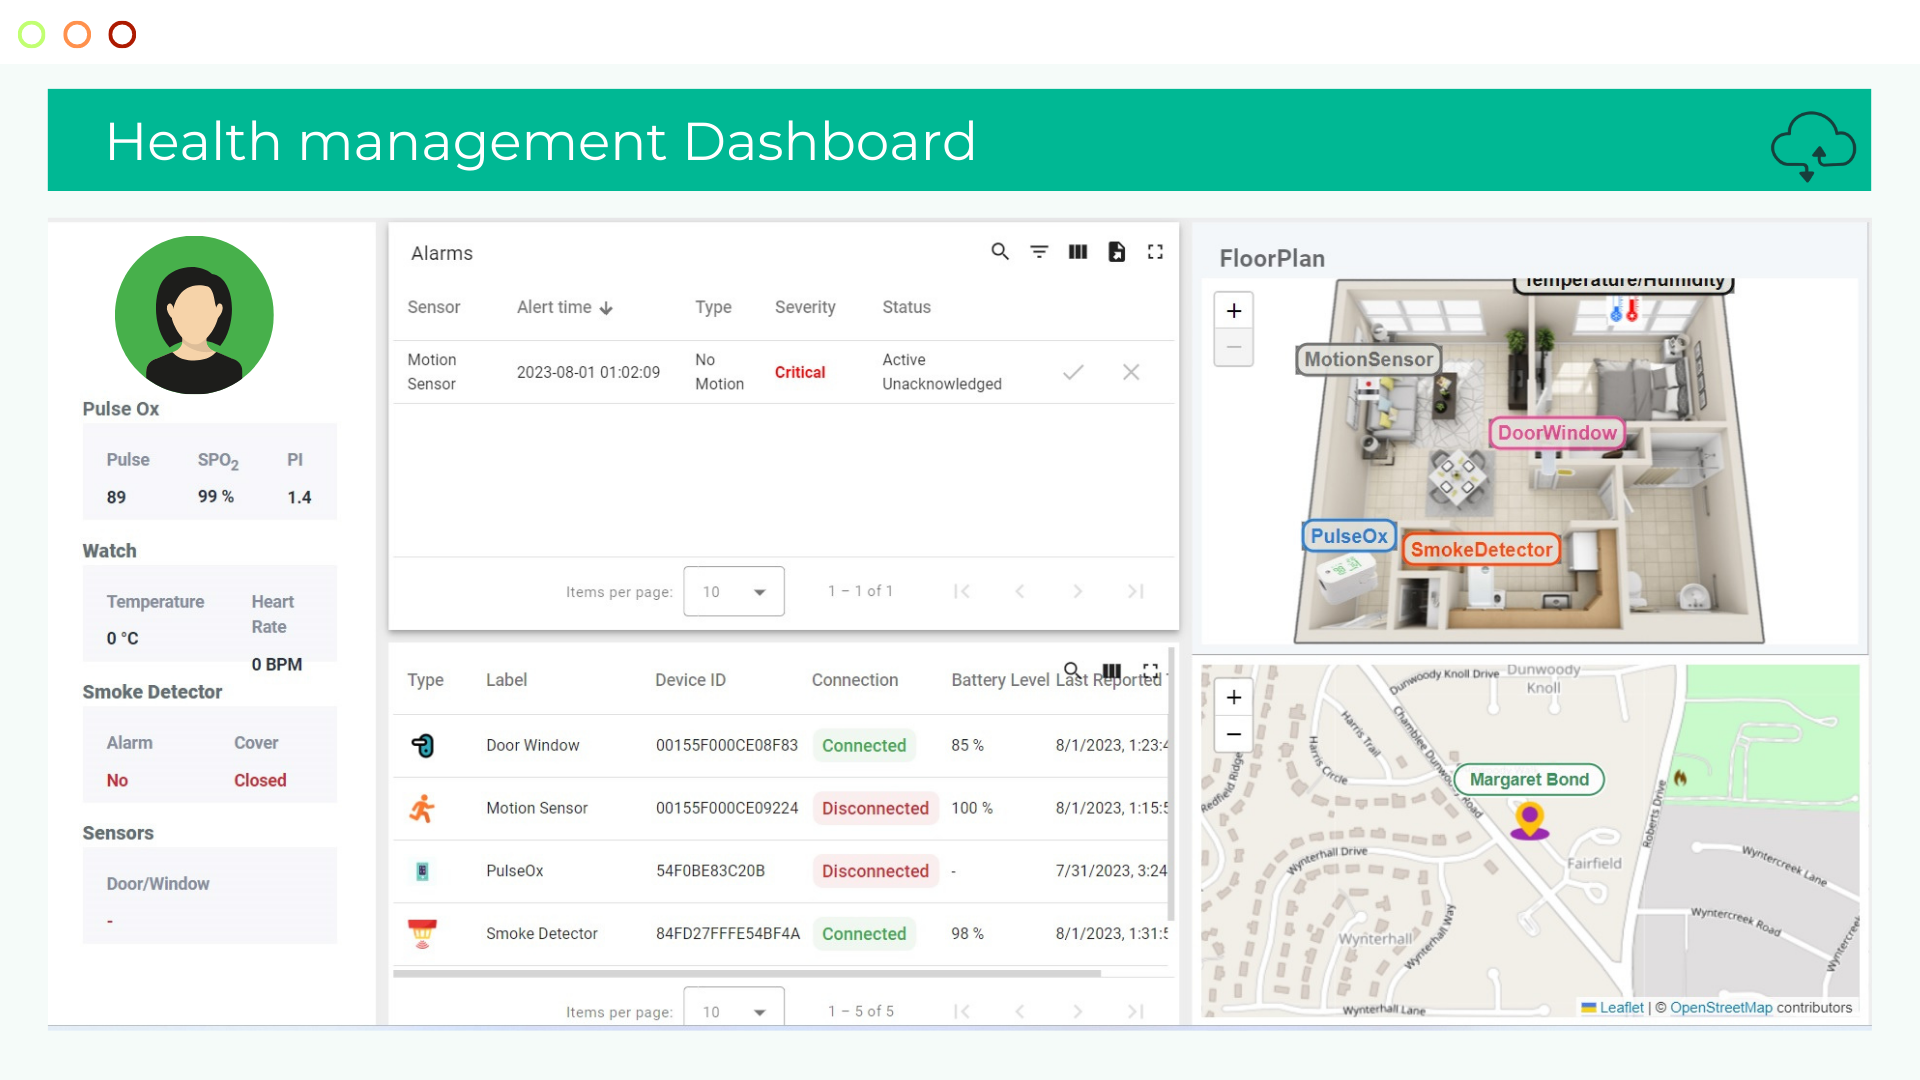 Health management Dashboard
Pulse Ox
Pulse SPO2 PI
89 99 % 1.4
Watch
Temperature Heart Rate
0 °C 0 BPM
Smoke Detector
Alarm Cover
No Closed
Sensors
Door/Window
-
Alarms
Sensor Alert time Type Severity Status
Motion Sensor 2023-08-01 01:02:09 No Motion Critical Active Unacknowledged
Items per page: 10 1 – 1 of 1
Type Label Device ID Connection Battery Level Last Reported
Door Window 00155F000CE08F83 Connected 85 % 8/1/2023, 1:23:4
Motion Sensor 00155F000CE09224 Disconnected 100 % 8/1/2023, 1:15:5
PulseOx 54F0BE83C20B Disconnected - 7/31/2023, 3:24
Smoke Detector 84FD27FFFE54BF4A Connected 98 % 8/1/2023, 1:31:5
Items per page: 10 1 – 5 of 5
FloorPlan
+
−
Temperature/Humidity
MotionSensor
DoorWindow
PulseOx
SmokeDetector
+
−
Dunwoody Knoll Drive
Dunwoody
Knoll
Harris Trail
Harris Circle
Chamblee Dunwoody Road
Redfield Ridge
Margaret Bond
Roberts Drive
Wynterhall Drive
Fairfield
Wyntercreek Lane
Wyntercreek Road
Wynterhall
Wynterhall Way
Wynterhall Lane
Leaflet | © OpenStreetMap contributors